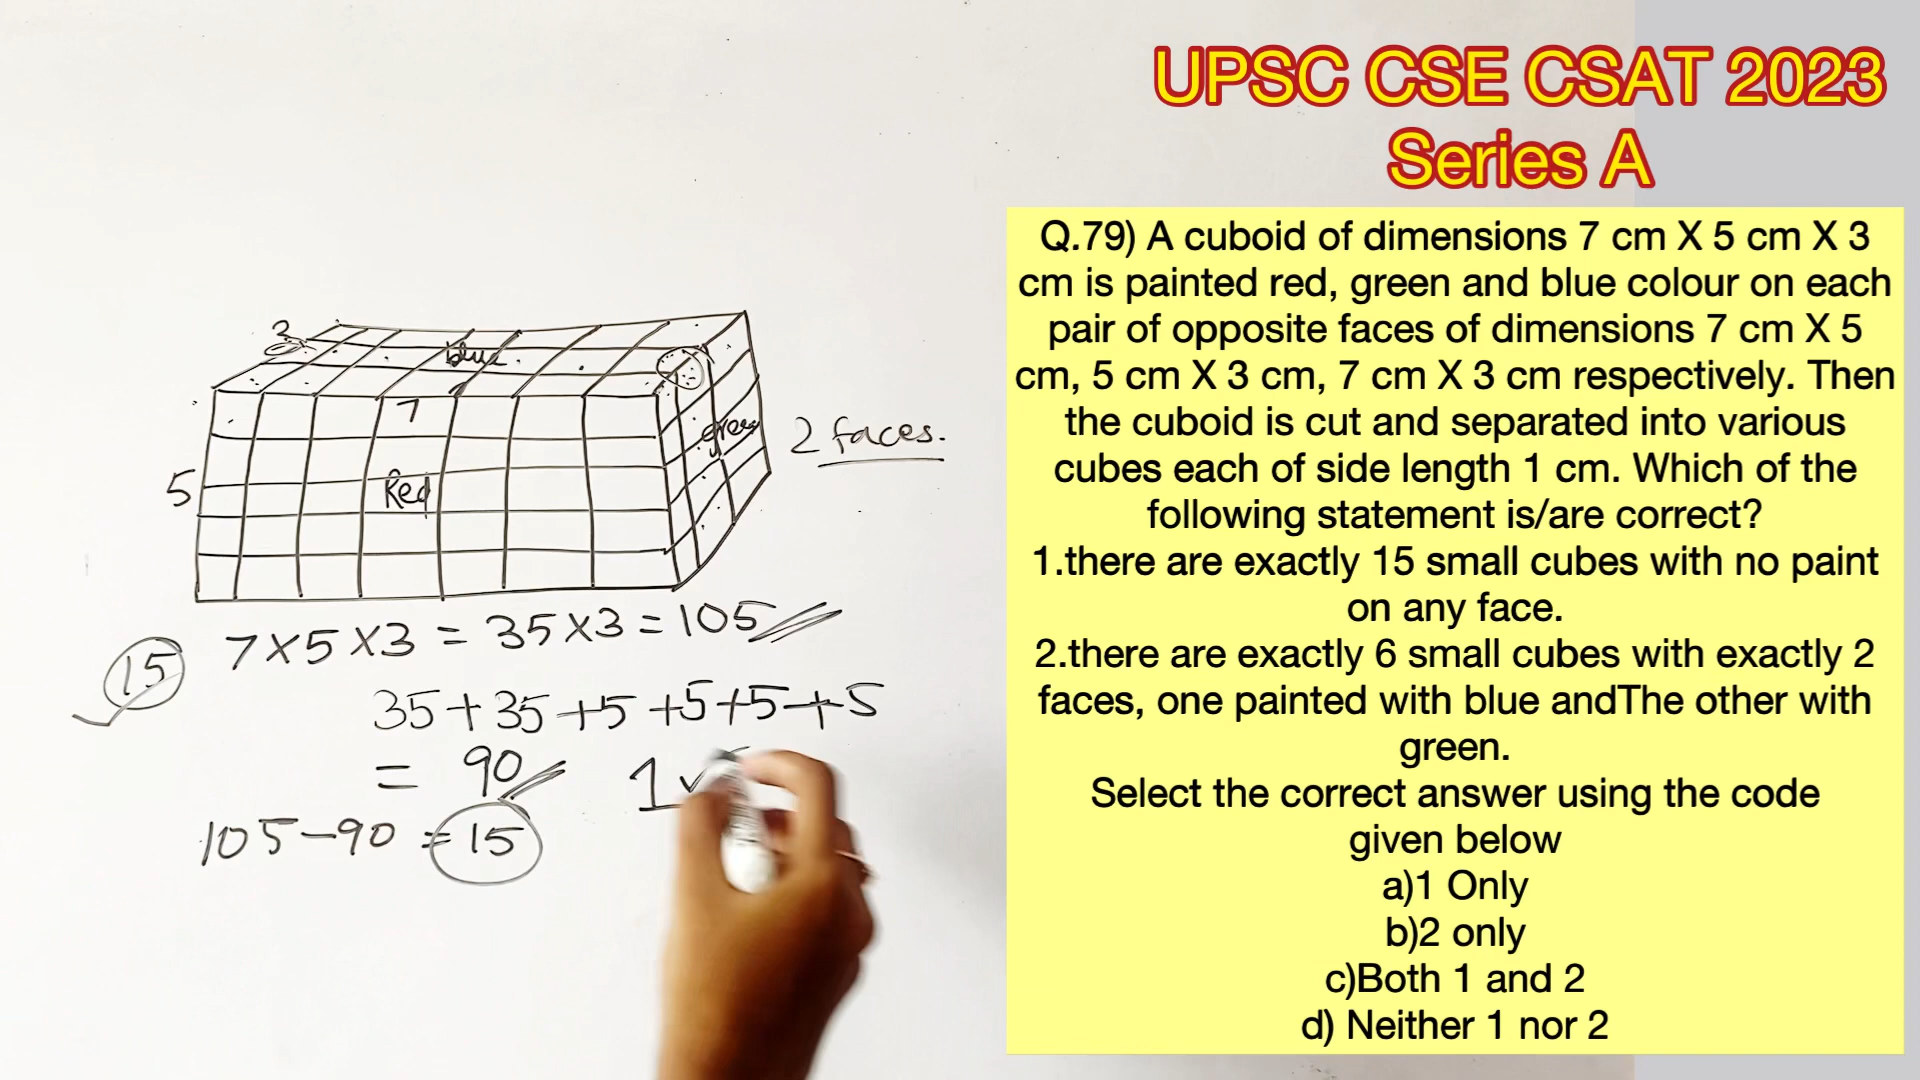 UPSC CSE CSAT 2023
Series A
Q.79) A cuboid of dimensions 7 cm X 5 cm X 3
cm is painted red, green and blue colour on each
pair of opposite faces of dimensions 7 cm X 5
cm, 5 cm X 3 cm, 7 cm X 3 cm respectively. Then
the cuboid is cut and separated into various
cubes each of side length 1 cm. Which of the
following statement is/are correct?
1.there are exactly 15 small cubes with no paint
on any face.
2.there are exactly 6 small cubes with exactly 2
faces, one painted with blue andThe other with
green.
Select the correct answer using the code
given below
a)1 Only
b)2 only
c)Both 1 and 2
d) Neither 1 nor 2
3
blue
7
5
Red
green
2 faces.
7×5×3 = 35×3 = 105
15
35+35+5+5+5+5
= 90
1
105-90 = 15